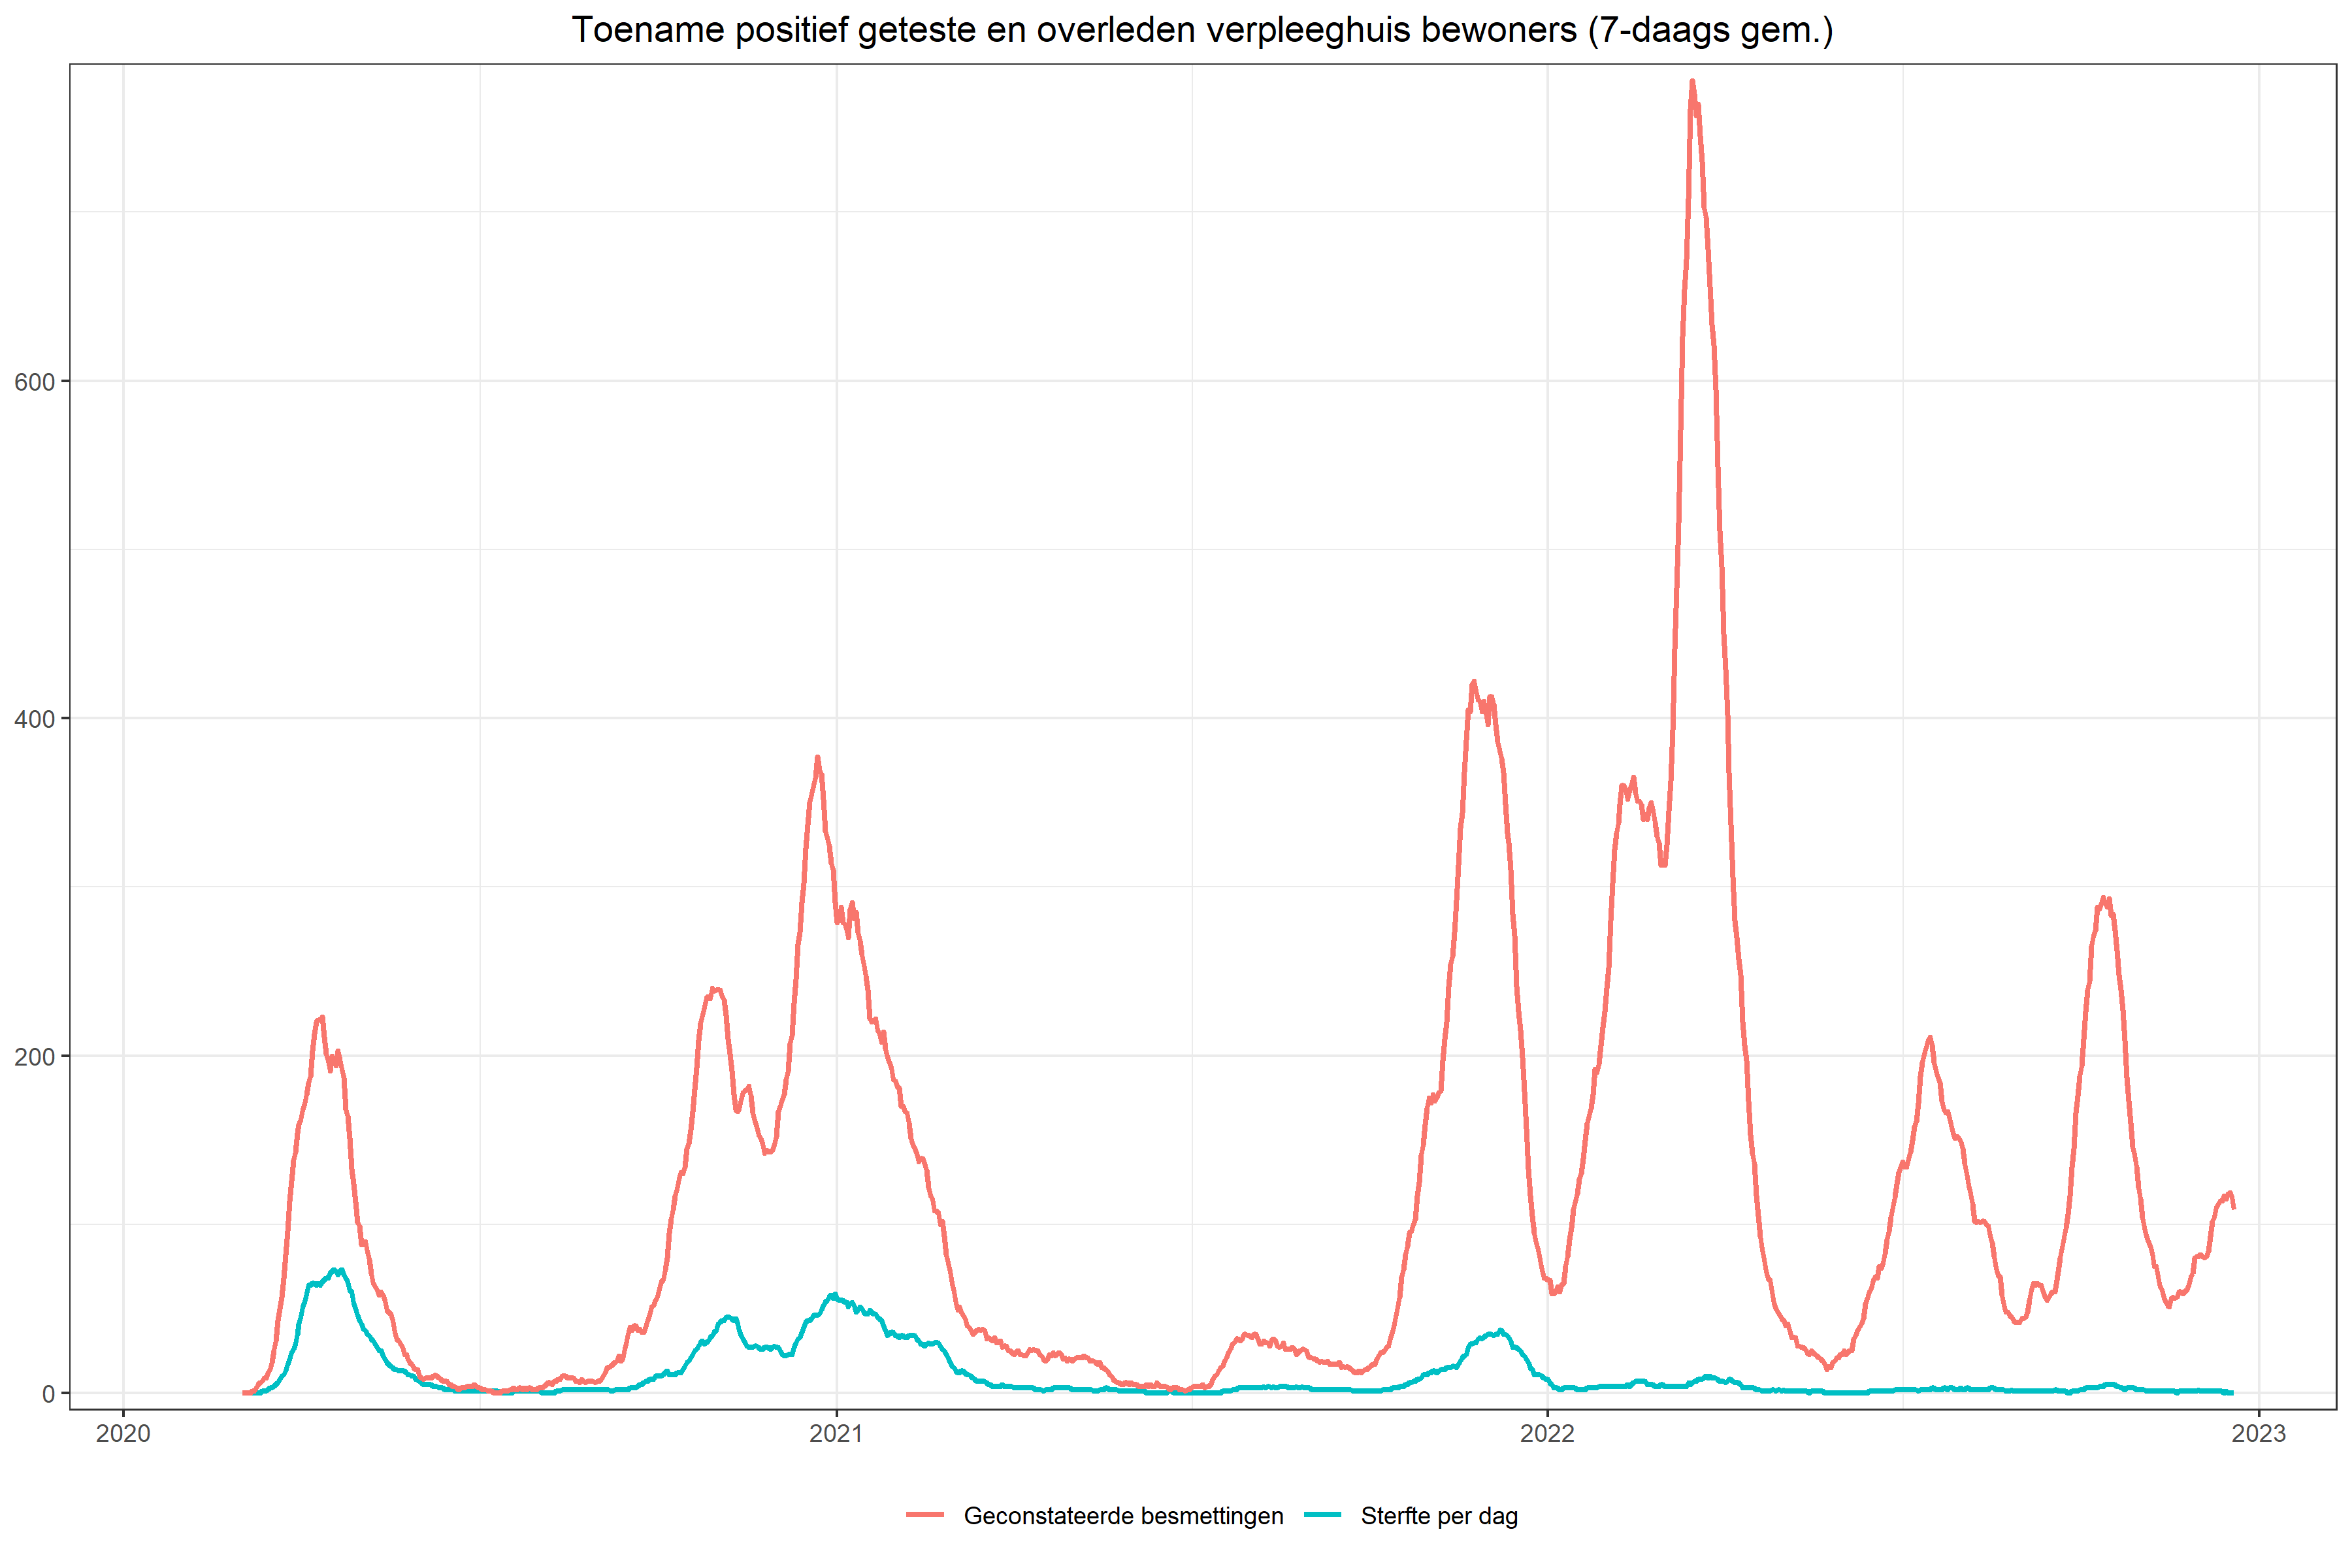 Toename positief geteste en overleden verpleeghuis bewoners (7-daags gem.)
600
400
200
0
2020 2021 2022 2023
Geconstateerde besmettingen Sterfte per dag